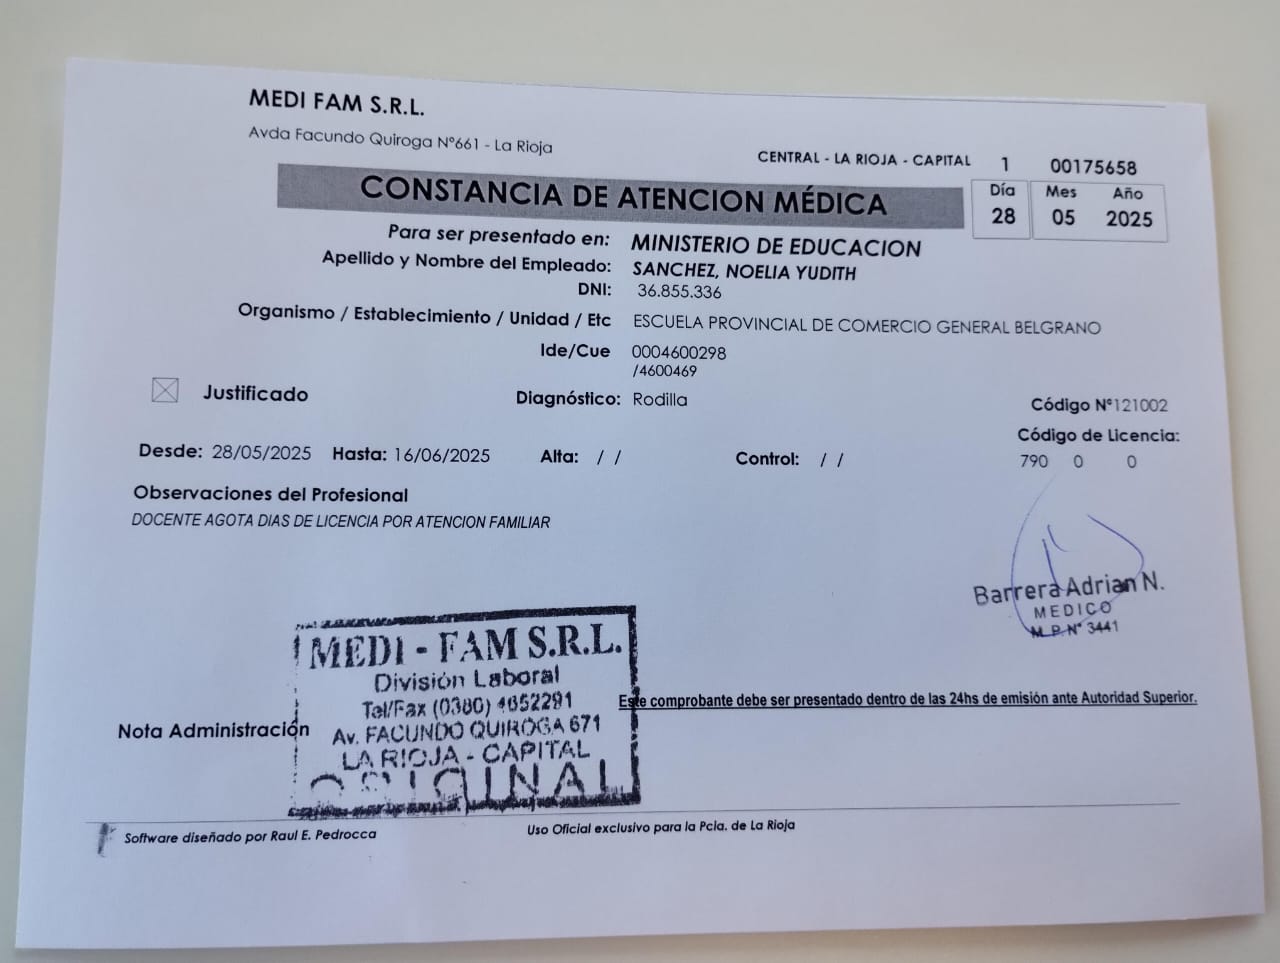 MEDI FAM S.R.L.
Avda Facundo Quiroga Nº661 - La Rioja
CENTRAL - LA RIOJA - CAPITAL 1 00175658
CONSTANCIA DE ATENCION MÉDICA
Día Mes Año
28 05 2025
Para ser presentado en: MINISTERIO DE EDUCACION
Apellido y Nombre del Empleado: SANCHEZ, NOELIA YUDITH
DNI: 36.855.336
Organismo / Establecimiento / Unidad / Etc ESCUELA PROVINCIAL DE COMERCIO GENERAL BELGRANO
Ide/Cue 0004600298
/4600469
Justificado Diagnóstico: Rodilla
Código Nº121002
Código de Licencia:
790 0 0
Desde: 28/05/2025 Hasta: 16/06/2025 Alta: / / Control: / /
Observaciones del Profesional
DOCENTE AGOTA DIAS DE LICENCIA POR ATENCION FAMILIAR
Barrera Adrian N.
MEDICO
M.P. Nº 3441
MEDI - FAM S.R.L.
División Laboral
Tel/Fax (0380) 4652291
Av. FACUNDO QUIROGA 671
LA RIOJA - CAPITAL
ORIGINAL
Este comprobante debe ser presentado dentro de las 24hs de emisión ante Autoridad Superior.
Nota Administración
Software diseñado por Raul E. Pedrocca
Uso Oficial exclusivo para la Pcia. de La Rioja